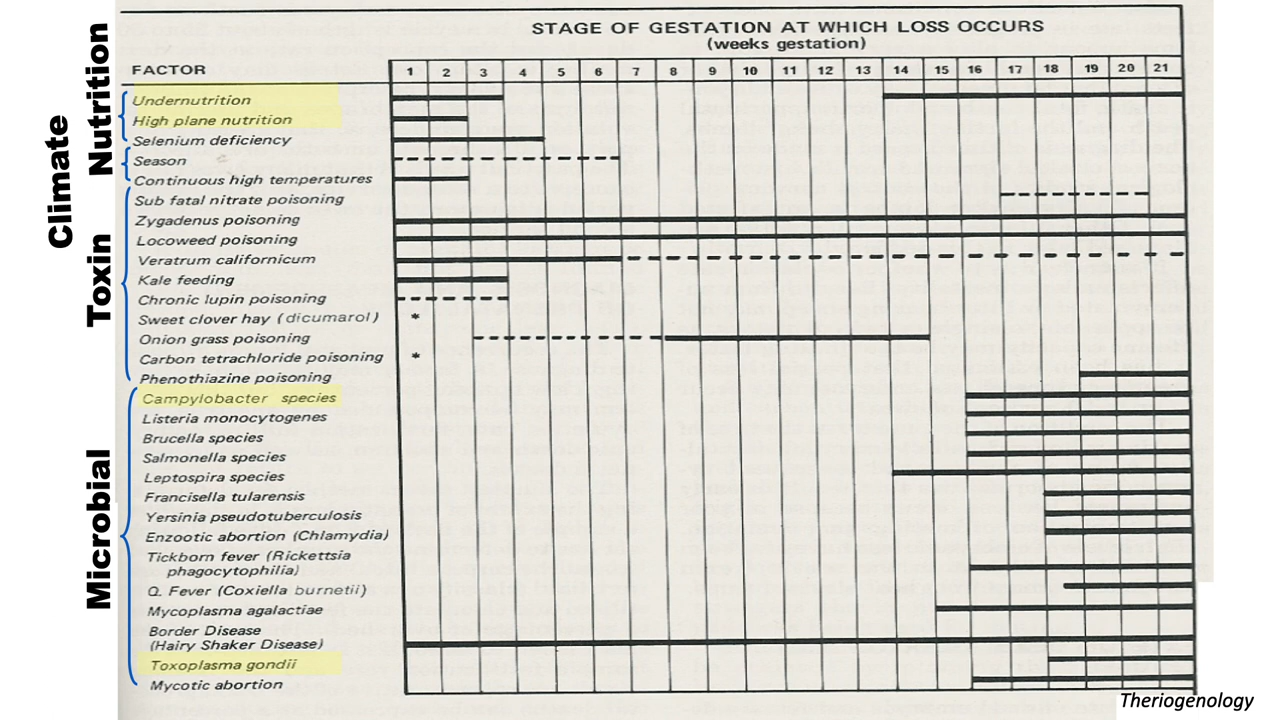 STAGE OF GESTATION AT WHICH LOSS OCCURS
(weeks gestation)
FACTOR
1 2 3 4 5 6 7 8 9 10 11 12 13 14 15 16 17 18 19 20 21
Climate
Nutrition
Undernutrition
High plane nutrition
Selenium deficiency
Season
Continuous high temperatures
Toxin
Sub fatal nitrate poisoning
Zygadenus poisoning
Locoweed poisoning
Veratrum californicum
Kale feeding
Chronic lupin poisoning
Sweet clover hay (dicumarol) *
Onion grass poisoning
Carbon tetrachloride poisoning *
Phenothiazine poisoning
Microbial
Campylobacter species
Listeria monocytogenes
Brucella species
Salmonella species
Leptospira species
Francisella tularensis
Yersinia pseudotuberculosis
Enzootic abortion (Chlamydia)
Tickborn fever (Rickettsia
phagocytophilia)
Q. Fever (Coxiella burnetii)
Mycoplasma agalactiae
Border Disease
(Hairy Shaker Disease)
Toxoplasma gondii
Mycotic abortion
Theriogenology